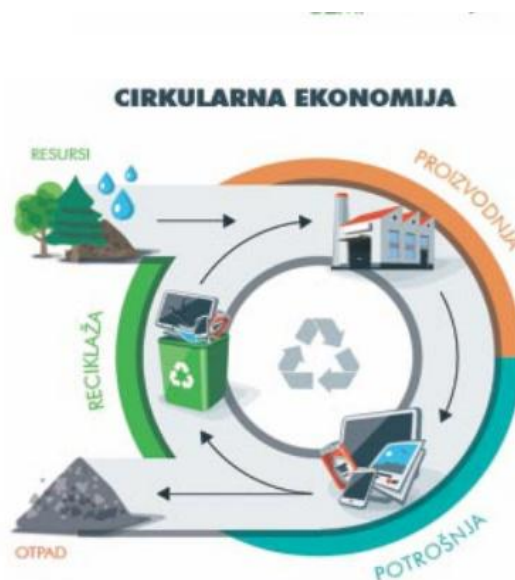 CIRKULARNA EKONOMIJA
RESURSI
PROIZVODNJA
RECIKLAŽA
OTPAD
POTROŠNJA